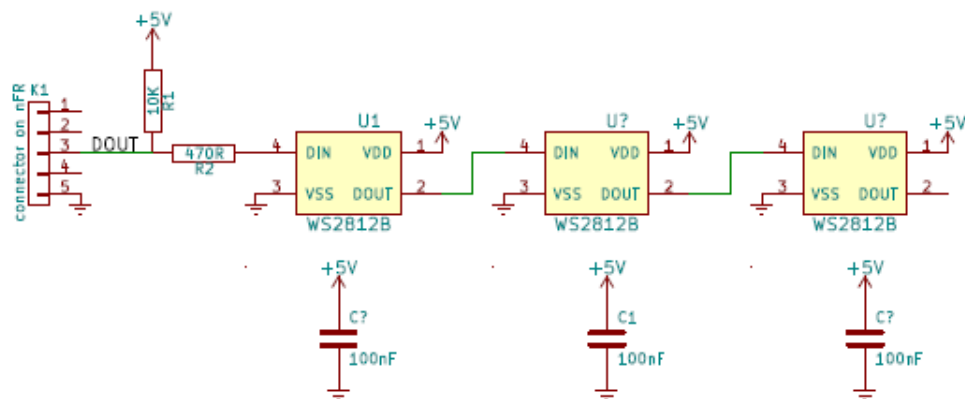 +5V
K1
connector on nFR
1
2
3
4
5
DOUT
10K
R1
470R
R2
U1
4 DIN VDD 1 +5V
3 VSS DOUT 2
WS2812B
U?
4 DIN VDD 1 +5V
3 VSS DOUT 2
WS2812B
U?
4 DIN VDD 1 +5V
3 VSS DOUT 2
WS2812B
+5V
C?
100nF
+5V
C1
100nF
+5V
C?
100nF